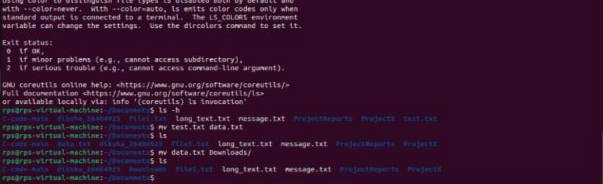 using color to distinguish file types is disabled both by default and
with --color=never.  With --color=auto, ls emits color codes only when
standard output is connected to a terminal.  The LS_COLORS environment
variable can change the settings.  Use the dircolors command to set it.
Exit status:
0  if OK,
1  if minor problems (e.g., cannot access subdirectory),
2  if serious trouble (e.g., cannot access command-line argument).
GNU coreutils online help: <https://www.gnu.org/software/coreutils/>
Full documentation <https://www.gnu.org/software/coreutils/ls>
or available locally via: info '(coreutils) ls invocation'
rps@rps-virtual-machine:~/Documents$ ls -h
C-code-main  file1.txt  long_text.txt  message.txt  ProjectReports  ProjectX  test.txt
rps@rps-virtual-machine:~/Documents$ mv test.txt data.txt
rps@rps-virtual-machine:~/Documents$ ls
C-code-main  data.txt  file1.txt  long_text.txt  message.txt  ProjectReports  ProjectX
rps@rps-virtual-machine:~/Documents$ mv data.txt Downloads/
rps@rps-virtual-machine:~/Documents$ ls
C-code-main  Downloads  file1.txt  long_text.txt  message.txt  ProjectReports  ProjectX
rps@rps-virtual-machine:~/Documents$